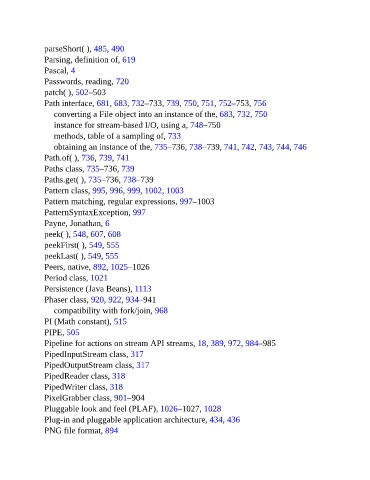 parseShort( ), 485, 490
Parsing, definition of, 619
Pascal, 4
Passwords, reading, 720
patch( ), 502–503
Path interface, 681, 683, 732–733, 739, 750, 751, 752–753, 756
converting a File object into an instance of the, 683, 732, 750
instance for stream-based I/O, using a, 748–750
methods, table of a sampling of, 733
obtaining an instance of the, 735–736, 738–739, 741, 742, 743, 744, 746
Path.of( ), 736, 739, 741
Paths class, 735–736, 739
Paths.get( ), 735–736, 738–739
Pattern class, 995, 996, 999, 1002, 1003
Pattern matching, regular expressions, 997–1003
PatternSyntaxException, 997
Payne, Jonathan, 6
peek( ), 548, 607, 608
peekFirst( ), 549, 555
peekLast( ), 549, 555
Peers, native, 892, 1025–1026
Period class, 1021
Persistence (Java Beans), 1113
Phaser class, 920, 922, 934–941
compatibility with fork/join, 968
PI (Math constant), 515
PIPE, 505
Pipeline for actions on stream API streams, 18, 389, 972, 984–985
PipedInputStream class, 317
PipedOutputStream class, 317
PipedReader class, 318
PipedWriter class, 318
PixelGrabber class, 901–904
Pluggable look and feel (PLAF), 1026–1027, 1028
Plug-in and pluggable application architecture, 434, 436
PNG file format, 894